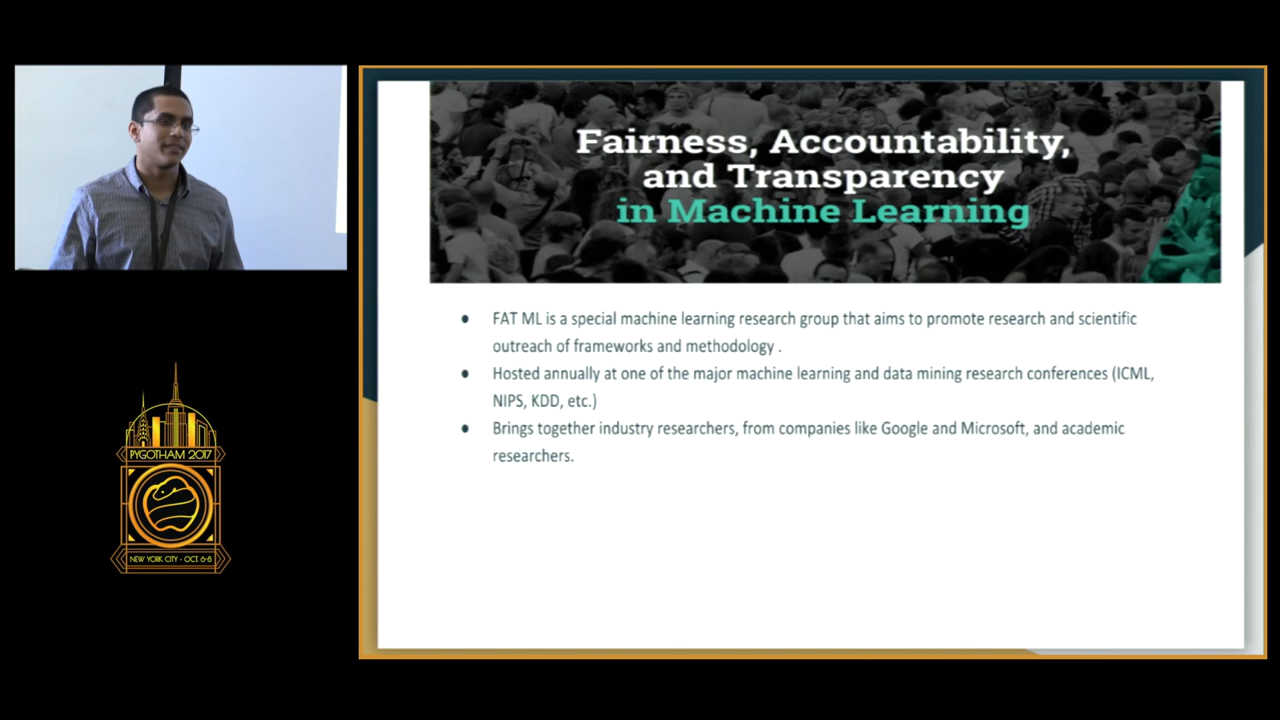 Fairness, Accountability,
and Transparency
in Machine Learning
● FAT ML is a special machine learning research group that aims to promote research and scientific
outreach of frameworks and methodology .
● Hosted annually at one of the major machine learning and data mining research conferences (ICML,
NIPS, KDD, etc.)
● Brings together industry researchers, from companies like Google and Microsoft, and academic
researchers.
PYGOTHAM 2017
NEW YORK CITY - OCT. 6-8